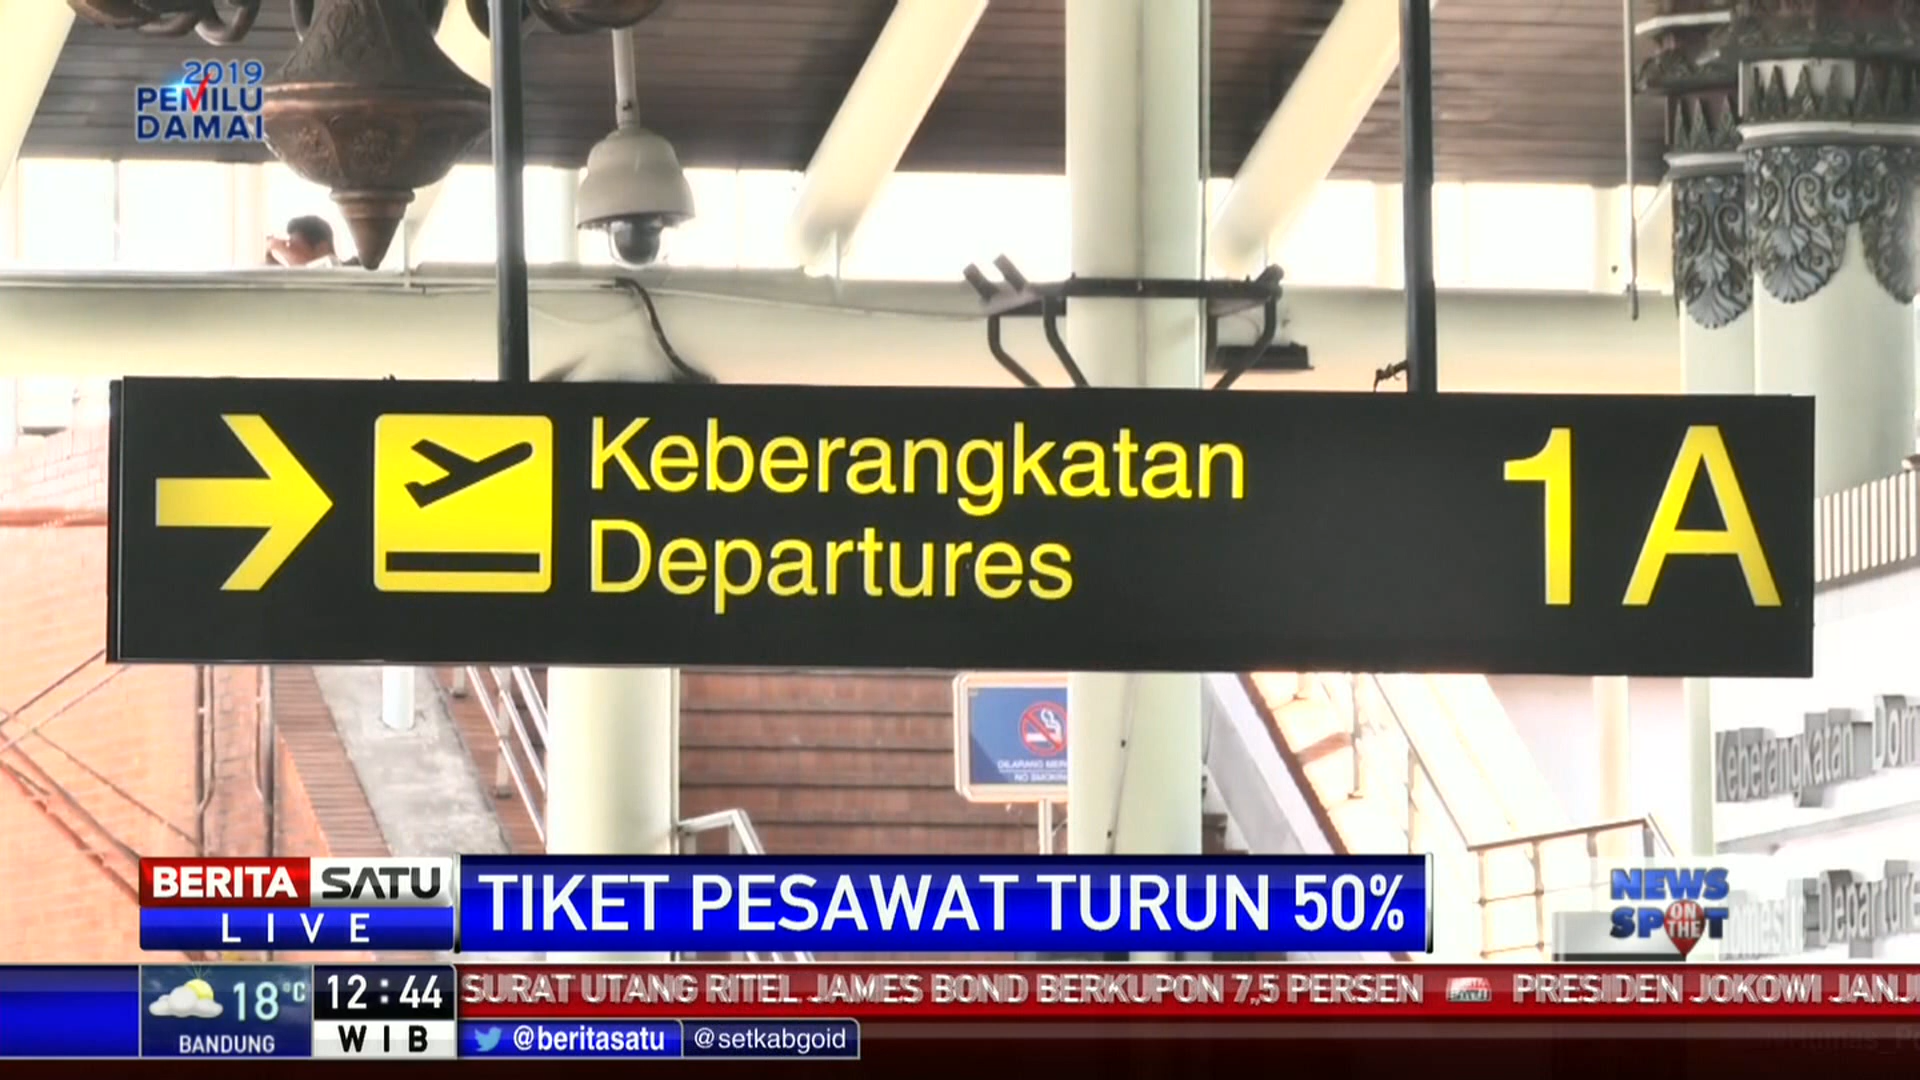 2019
PEMILU
DAMAI
Keberangkatan
Departures
1A
NO SMOKING
Keberangkatan Dom
Departure
BERITA SATU
LIVE
TIKET PESAWAT TURUN 50%
NEWS
ON THE
SPOT
18°C
BANDUNG
12:44
WIB
SURAT UTANG RITEL JAMES BOND BERKUPON 7,5 PERSEN
PRESIDEN JOKOWI JANJ
@beritasatu
@setkabgoid